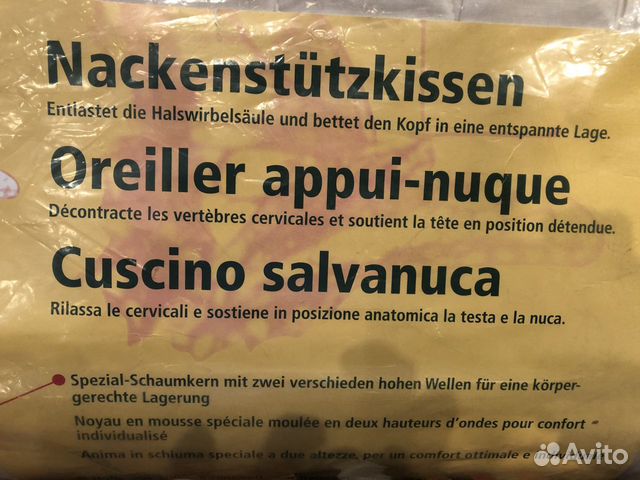 Nackenstützkissen
Entlastet die Halswirbelsäule und bettet den Kopf in eine entspannte Lage.
Oreiller appui-nuque
Décontracte les vertèbres cervicales et soutient la tête en position détendue.
Cuscino salvanuca
Rilassa le cervicali e sostiene in posizione anatomica la testa e la nuca.
Spezial-Schaumkern mit zwei verschieden hohen Wellen für eine körper-
gerechte Lagerung
Noyau en mousse spéciale moulée en deux hauteurs d'ondes pour confort
individualisé
Anima in schiuma speciale a due altezze, per un comfort ottimale e
Avito